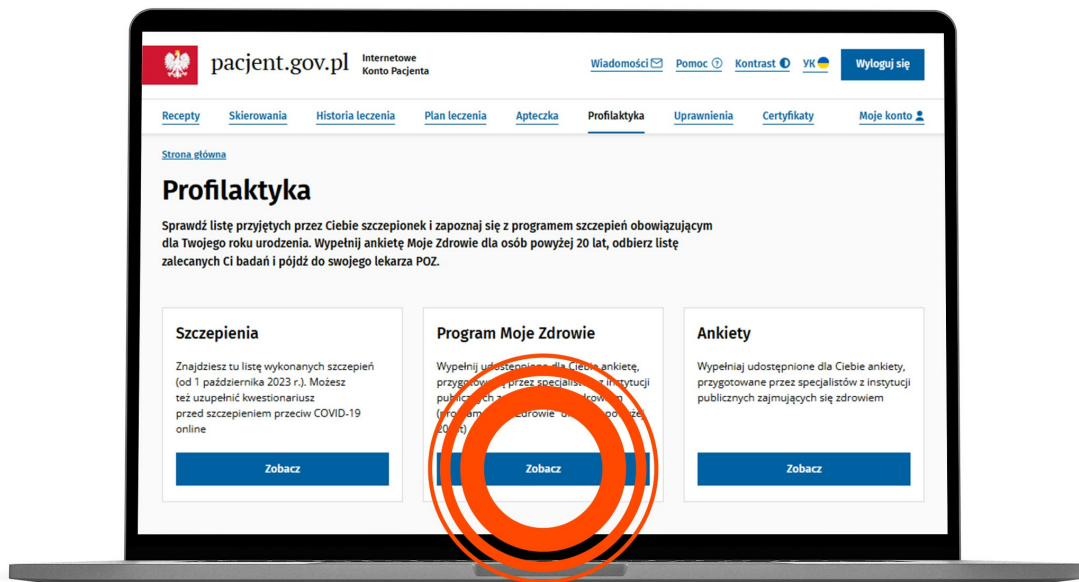 pacjent.gov.pl
Internetowe
Konto Pacjenta
Wiadomości
Pomoc
Kontrast
УК
Wyloguj się
Recepty
Skierowania
Historia leczenia
Plan leczenia
Apteczka
Profilaktyka
Uprawnienia
Certyfikaty
Moje konto
Strona główna
Profilaktyka
Sprawdź listę przyjętych przez Ciebie szczepionek i zapoznaj się z programem szczepień obowiązującym
dla Twojego roku urodzenia. Wypełnij ankietę Moje Zdrowie dla osób powyżej 20 lat, odbierz listę
zalecanych Ci badań i pójdź do swojego lekarza POZ.
Szczepienia
Znajdziesz tu listę wykonanych szczepień
(od 1 października 2023 r.). Możesz
też uzupełnić kwestionariusz
przed szczepieniem przeciw COVID-19
online
Zobacz
Program Moje Zdrowie
Wypełnij udostępnione dla Ciebie ankietę,
przygotowaną przez specjalistów z instytucji
publicznych
Zdrowie
Zobacz
Ankiety
Wypełniaj udostępnione dla Ciebie ankiety,
przygotowane przez specjalistów z instytucji
publicznych zajmujących się zdrowiem
Zobacz